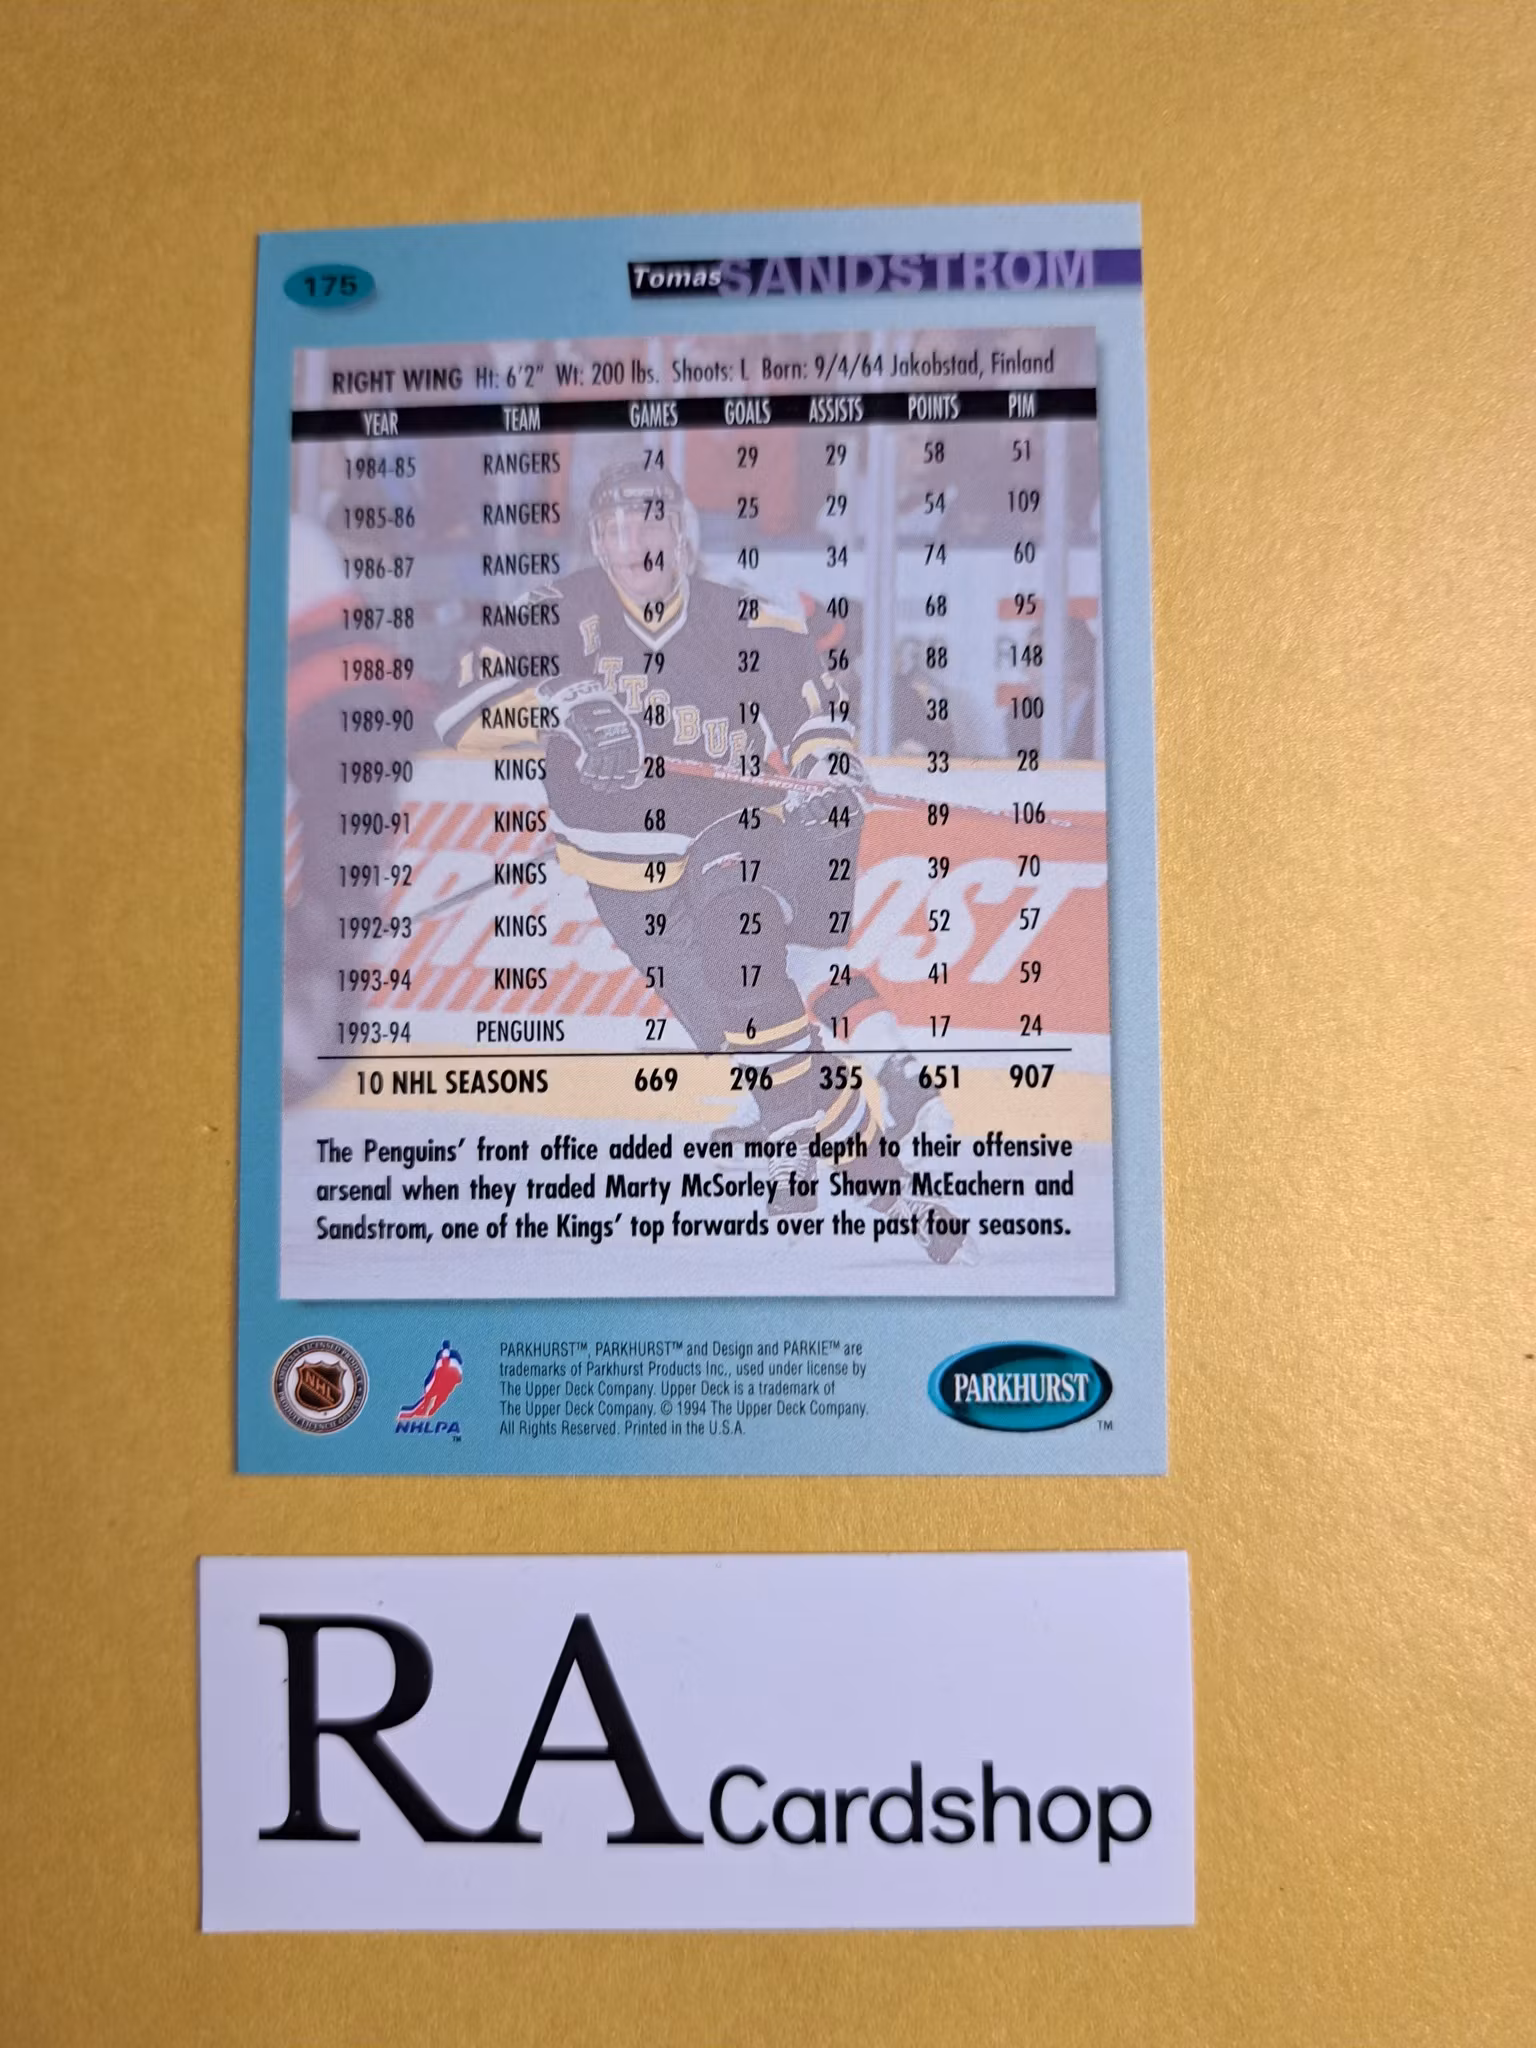 175
Tomas SANDSTROM
RIGHT WING Ht: 6'2" Wt: 200 lbs. Shoots: L Born: 9/4/64 Jakobstad, Finland
YEAR TEAM GAMES GOALS ASSISTS POINTS PIM
1984-85 RANGERS 74 29 29 58 51
1985-86 RANGERS 73 25 29 54 109
1986-87 RANGERS 64 40 34 74 60
1987-88 RANGERS 69 28 40 68 95
1988-89 RANGERS 79 32 56 88 148
1989-90 RANGERS 48 19 19 38 100
1989-90 KINGS 28 13 20 33 28
1990-91 KINGS 68 45 44 89 106
1991-92 KINGS 49 17 22 39 70
1992-93 KINGS 39 25 27 52 57
1993-94 KINGS 51 17 24 41 59
1993-94 PENGUINS 27 6 11 17 24
10 NHL SEASONS 669 296 355 651 907
The Penguins' front office added even more depth to their offensive
arsenal when they traded Marty McSorley for Shawn McEachern and
Sandstrom, one of the Kings' top forwards over the past four seasons.
NHL
NHLPA
TM
PARKHURST™, PARKHURST™ and Design and PARKIE™ are
trademarks of Parkhurst Products Inc., used under license by
The Upper Deck Company. Upper Deck is a trademark of
The Upper Deck Company. © 1994 The Upper Deck Company.
All Rights Reserved. Printed in the U.S.A.
PARKHURST
TM
RA Cardshop